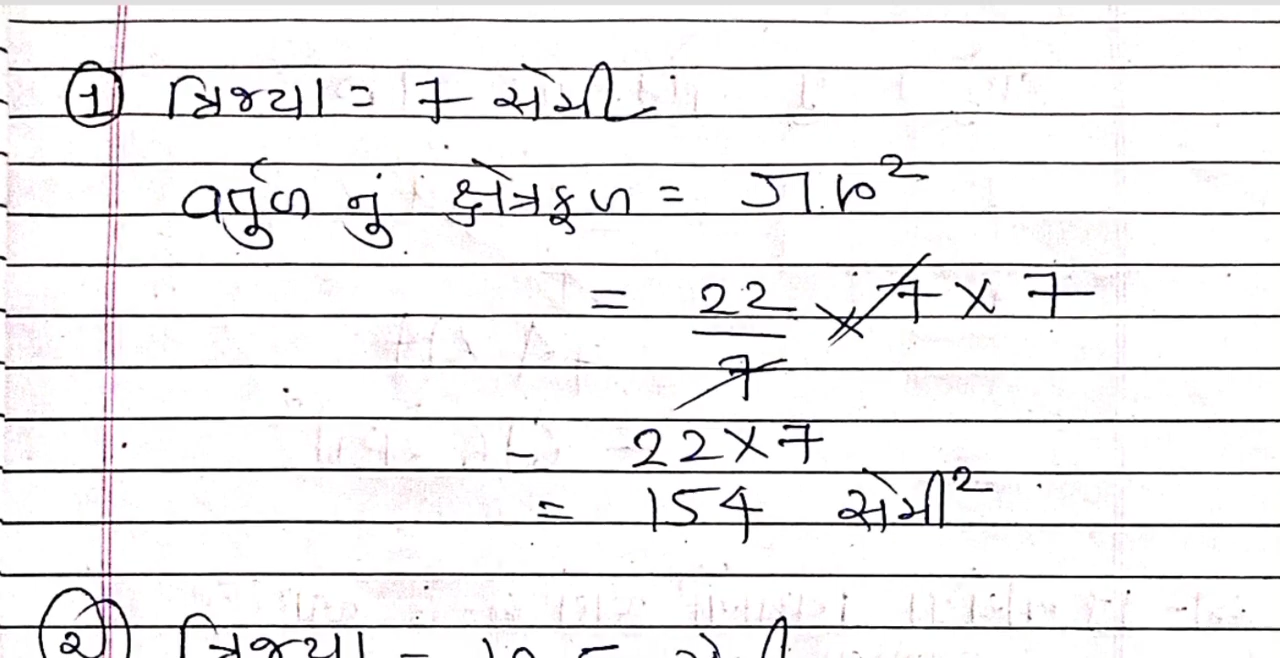 ① ત્રિજ્યા = 7 સેમી
વર્તુળ નું ક્ષેત્રફળ = π.r²
= 22/7 × 7 × 7
= 22×7
= 154 સેમી²
② ત્રિજ્યા =